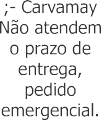 ;- Carvamay
Não atendem
o prazo de
entrega,
pedido
emergencial.